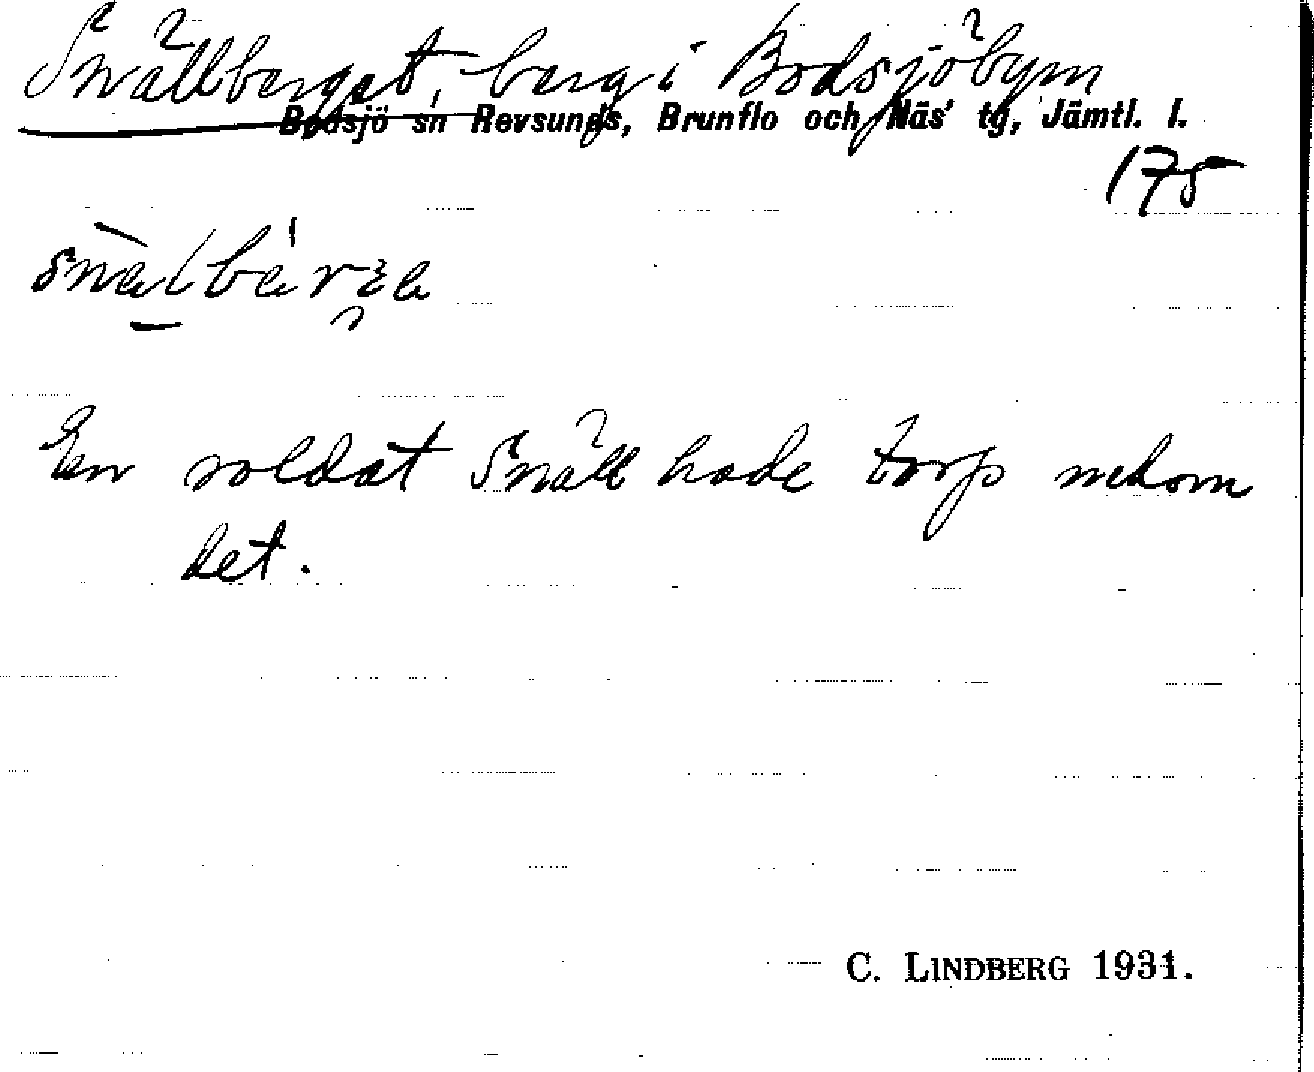 Snällberget, berg i Bodsjöbyn
Bodsjö sn Revsunds, Brunflo och Näs' tg, Jämtl. l.
175
En soldat Snäll hade torp nedom
det.
C. LINDBERG 1931.